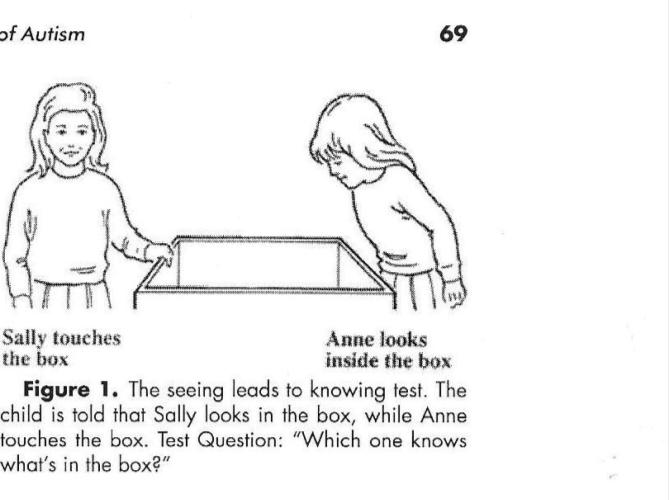 of Autism 69
Sally touches
the box
Anne looks
inside the box
Figure 1. The seeing leads to knowing test. The
child is told that Sally looks in the box, while Anne
touches the box. Test Question: “Which one knows
what’s in the box?”